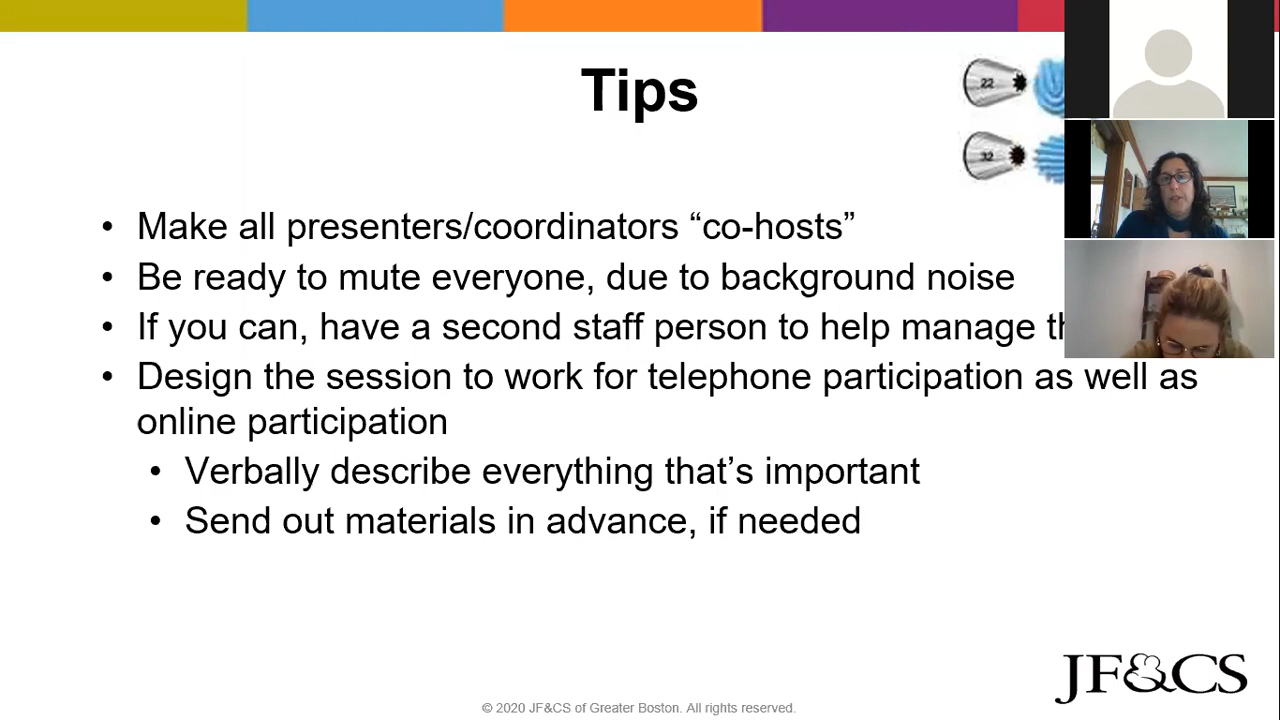 Tips
22
32
• Make all presenters/coordinators “co-hosts”
• Be ready to mute everyone, due to background noise
• If you can, have a second staff person to help manage
• Design the session to work for telephone participation as well as
online participation
• Verbally describe everything that’s important
• Send out materials in advance, if needed
JF&CS
© 2020 JF&CS of Greater Boston. All rights reserved.